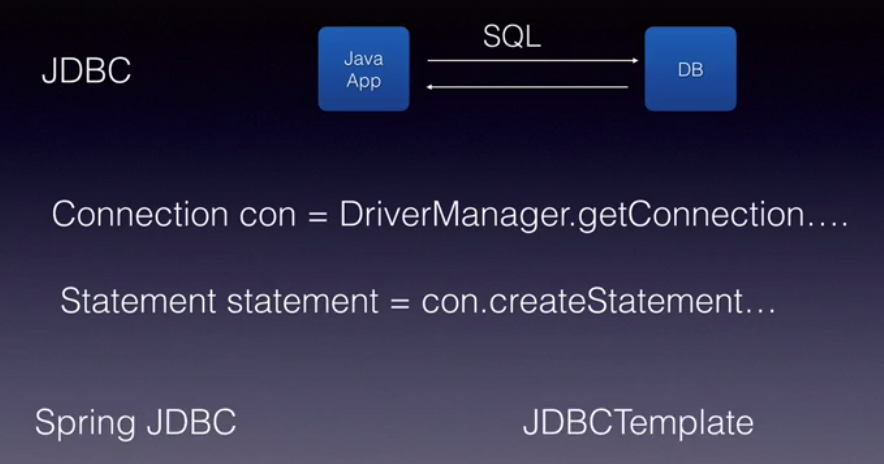 SQL
JDBC
Java
App
DB
Connection con = DriverManager.getConnection....
Statement statement = con.createStatement...
Spring JDBC
JDBCTemplate